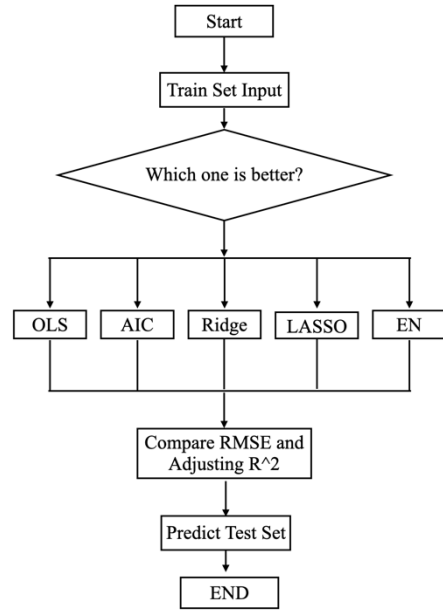 Start
Train Set Input
Which one is better?
OLS
AIC
Ridge
LASSO
EN
Compare RMSE and
Adjusting R^2
Predict Test Set
END